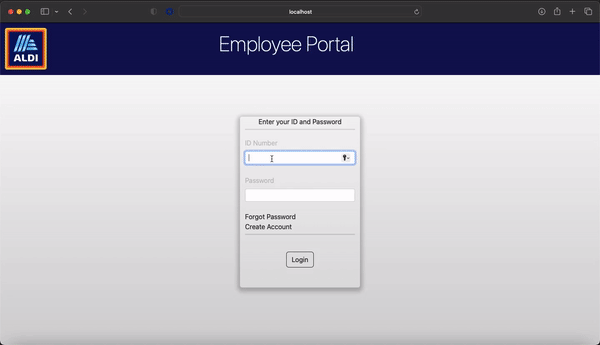 localhost
ALDI
Employee Portal
Enter your ID and Password
ID Number
Password
Forgot Password
Create Account
Login